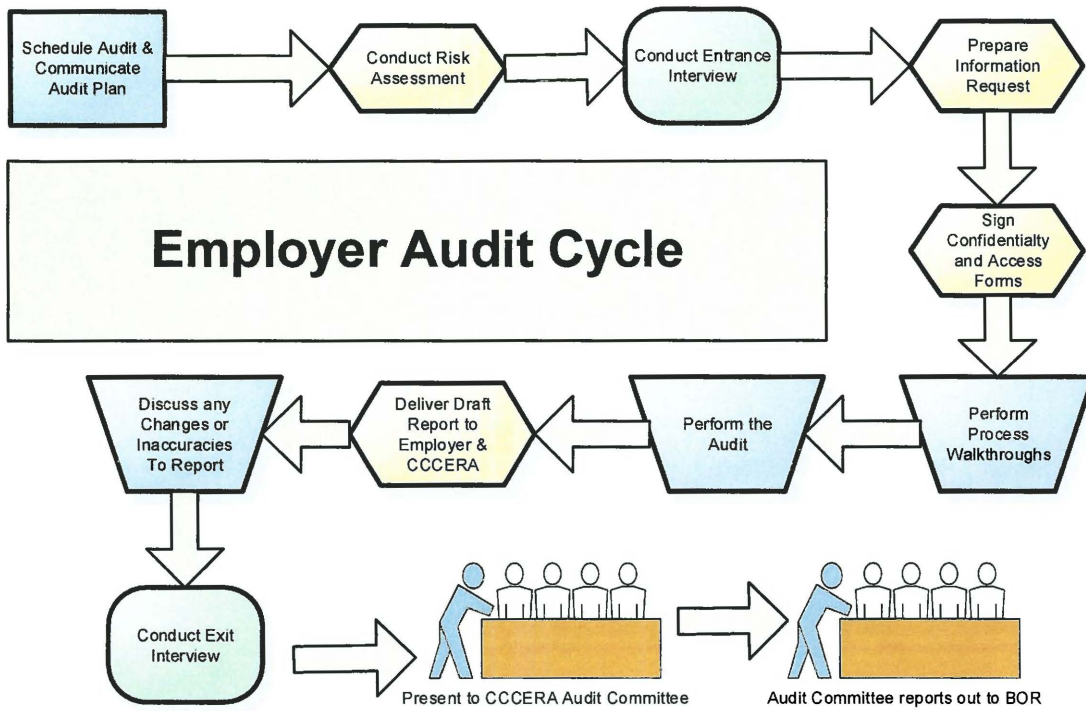 Schedule Audit &
Communicate
Audit Plan
Conduct Risk
Assessment
Conduct Entrance
Interview
Prepare
Information
Request
Employer Audit Cycle
Sign
Confidentialty
and Access
Forms
Perform
Process
Walkthroughs
Perform the
Audit
Deliver Draft
Report to
Employer &
CCCERA
Discuss any
Changes or
Inaccuracies
To Report
Conduct Exit
Interview
Present to CCCERA Audit Committee
Audit Committee reports out to BOR